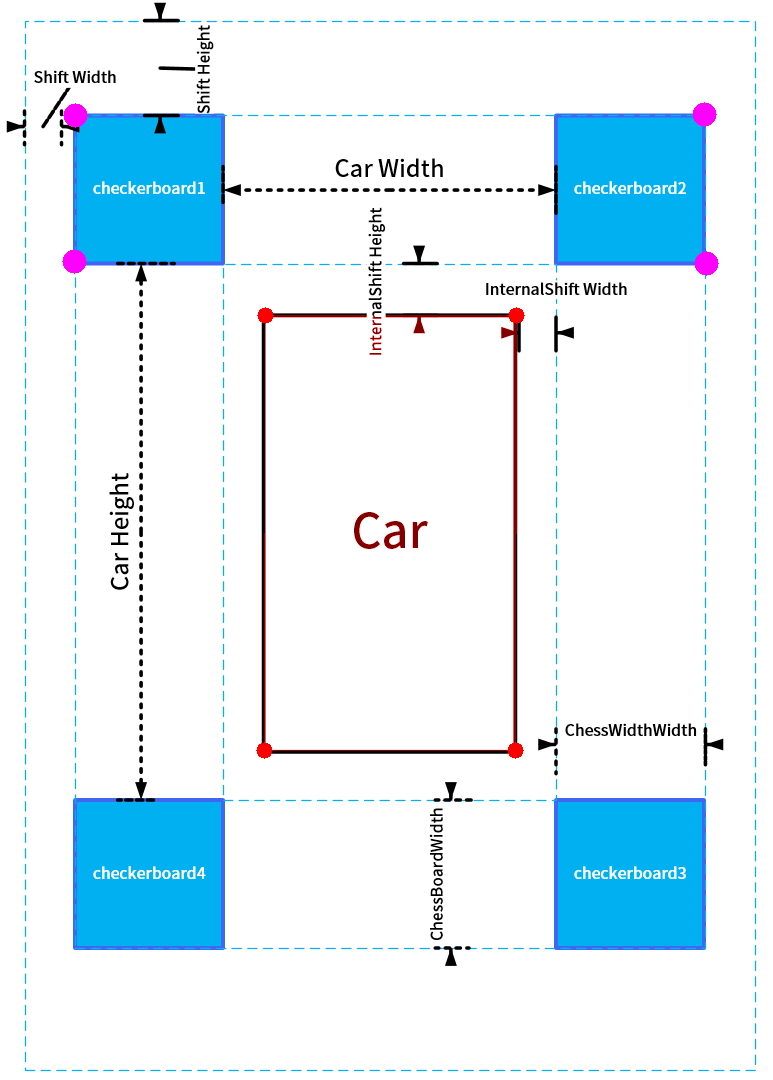 Shift Height
Shift Width
Car Width
checkerboard1
checkerboard2
InternalShift Height
InternalShift Width
Car Height
Car
ChessWidthWidth
ChessBoardWidth
checkerboard4
checkerboard3